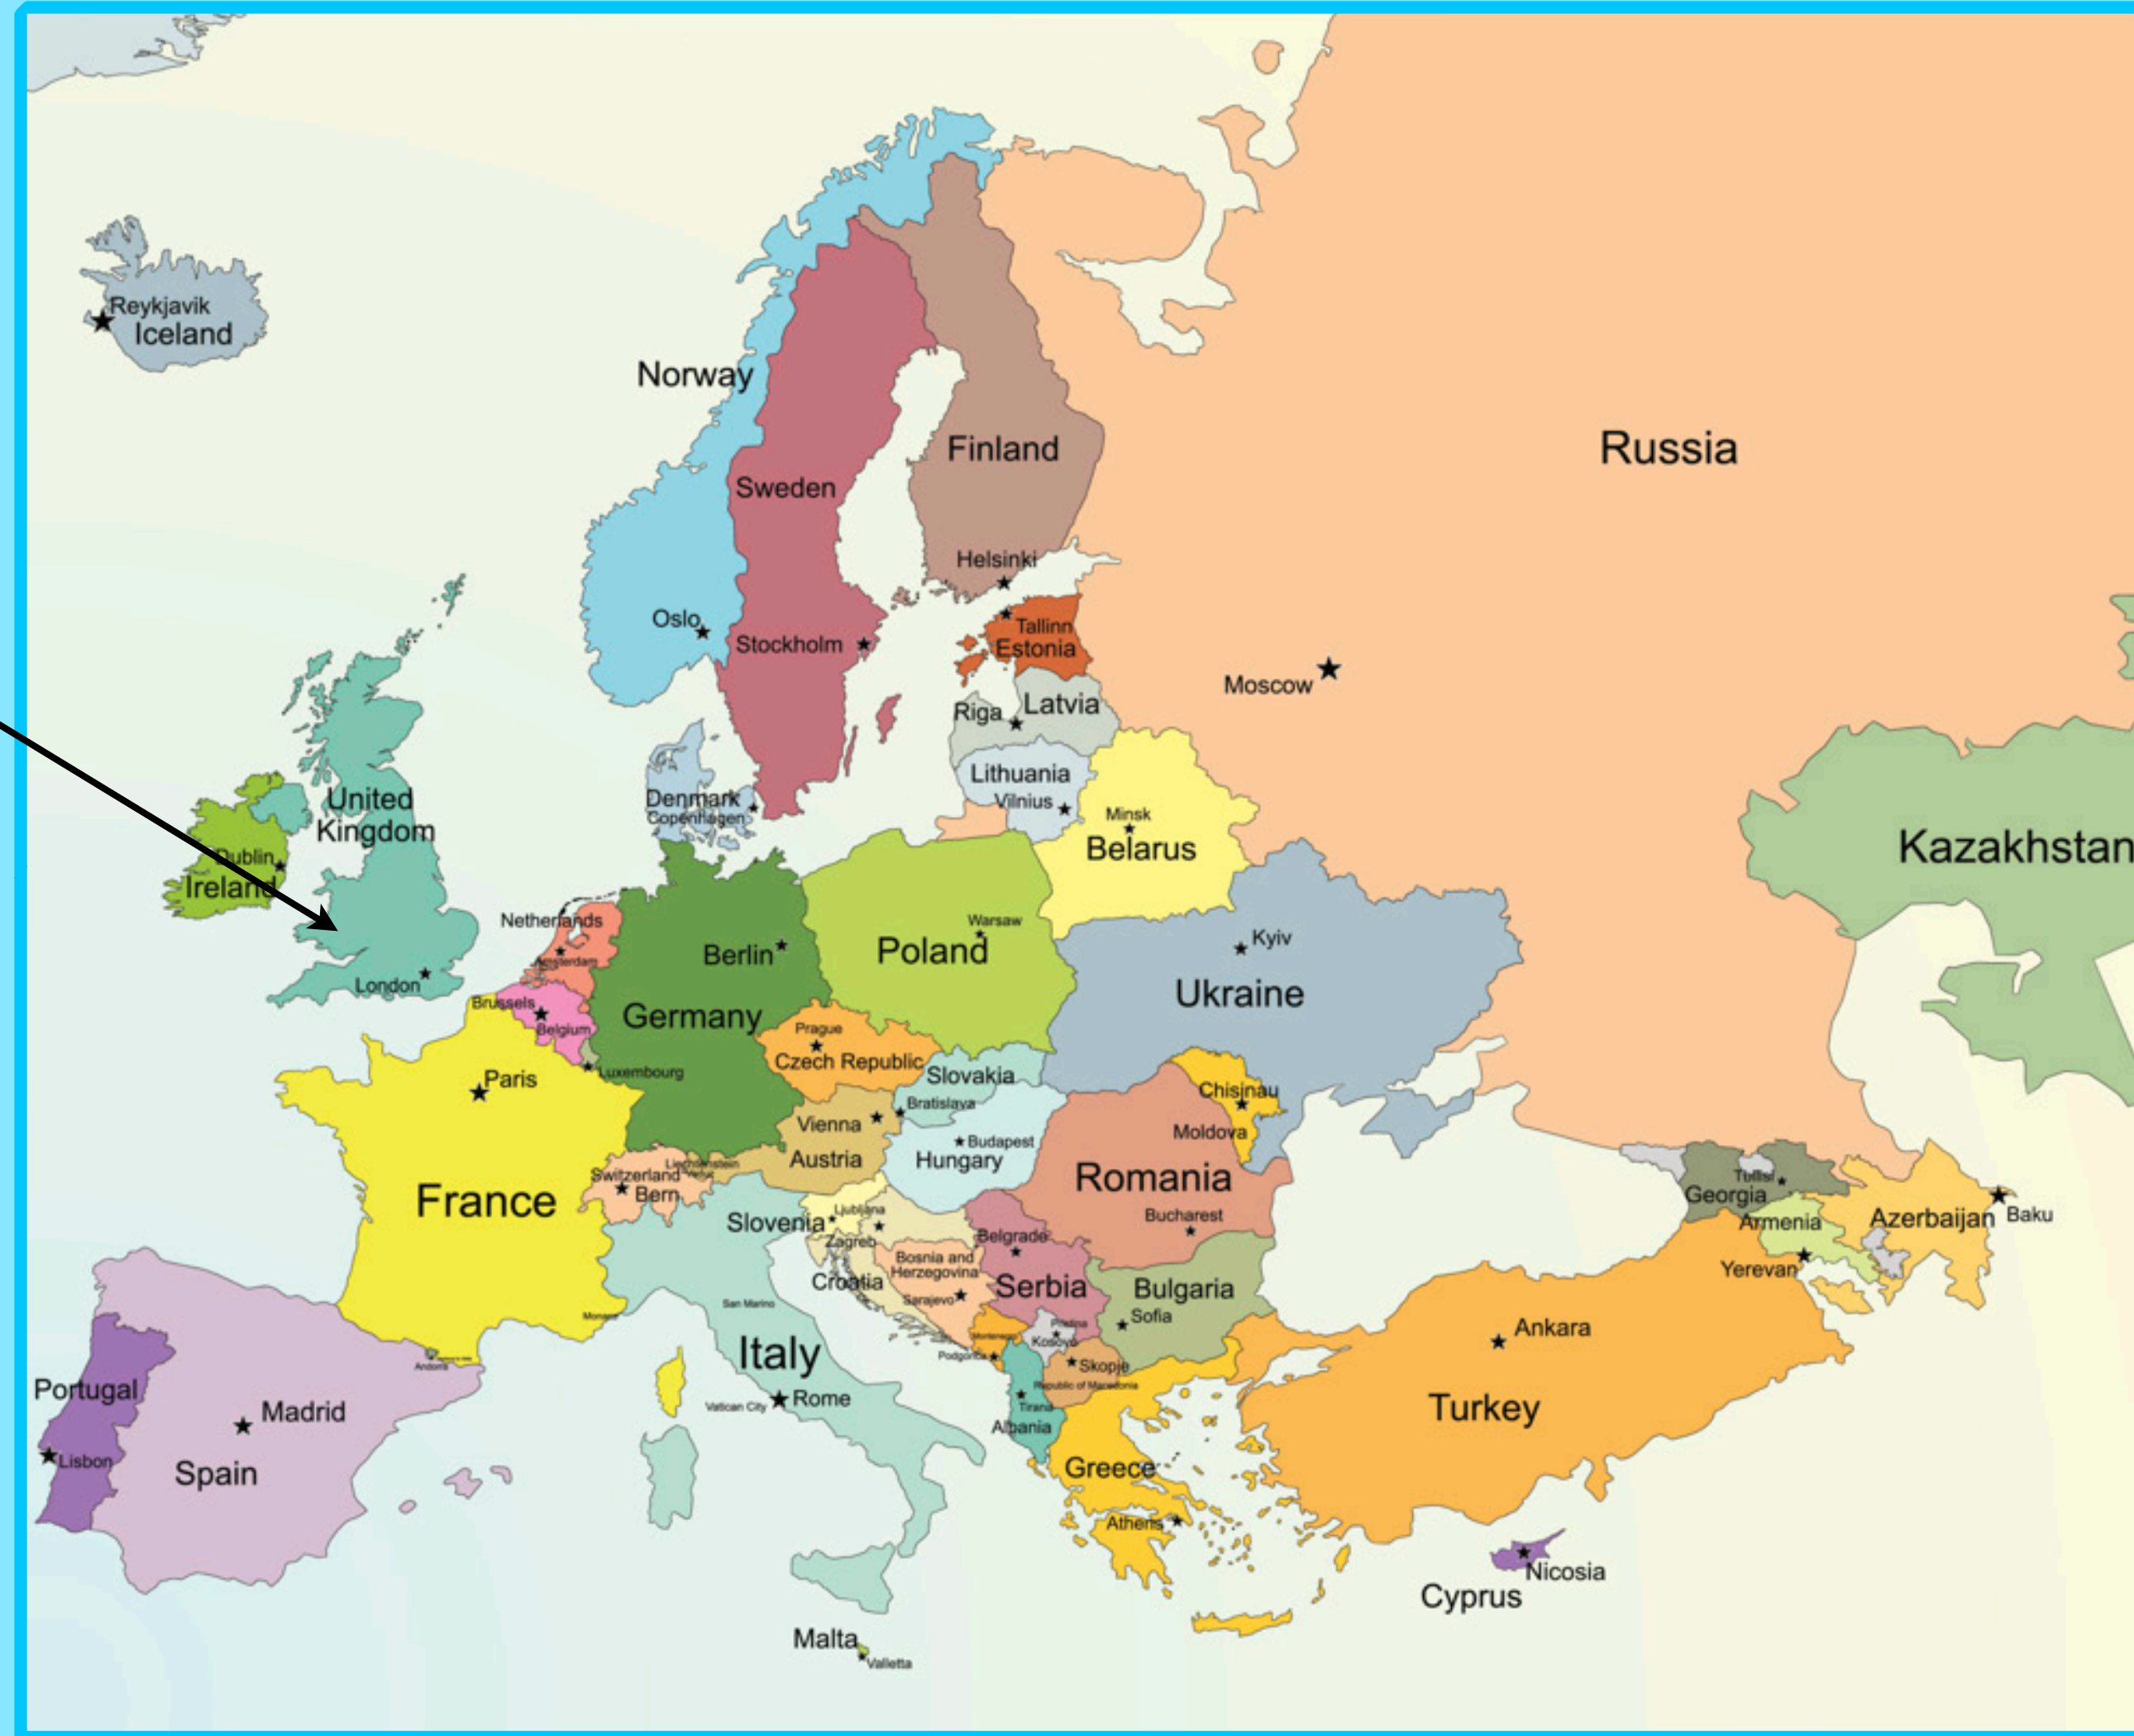 Reykjavik
Iceland
Norway
Finland
Russia
Sweden
Helsinki
Oslo
Stockholm
Tallinn
Estonia
Moscow
Riga
Latvia
Lithuania
Vilnius
Denmark
Copenhagen
United
Kingdom
Minsk
Belarus
Kazakhstan
Dublin
Ireland
Netherlands
Amsterdam
London
Berlin
Germany
Warsaw
Poland
Kyiv
Ukraine
Brussels
Belgium
Luxembourg
Prague
Czech Republic
Slovakia
Bratislava
Paris
France
Vienna
Austria
Budapest
Hungary
Chisinau
Moldova
Romania
Bucharest
Switzerland
Bern
Liechtenstein
Slovenia
Ljubljana
Zagreb
Croatia
Bosnia and
Herzegovina
Sarajevo
Belgrade
Serbia
Bulgaria
Sofia
Georgia
Tbilisi
Armenia
Yerevan
Azerbaijan
Baku
Monaco
San Marino
Italy
Vatican City
Rome
Montenegro
Podgorica
Pristina
Kosovo
Skopje
Republic of Macedonia
Tirana
Albania
Andorra
Portugal
Lisbon
Madrid
Spain
Ankara
Turkey
Greece
Athens
Nicosia
Cyprus
Malta
Valletta